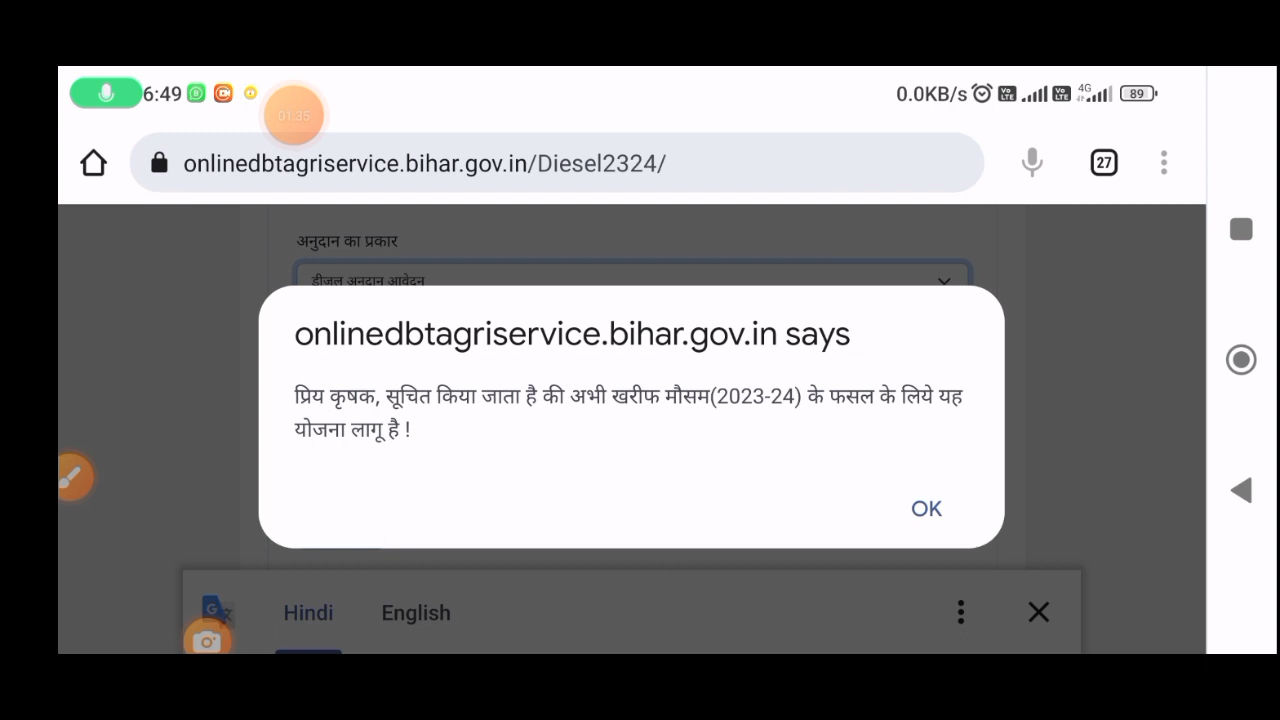 6:49
0.0KB/s
4G
89
01:35
onlinedbtagriservice.bihar.gov.in/Diesel2324/
27
अनुदान का प्रकार
डीजल अनुदान आवेदन
onlinedbtagriservice.bihar.gov.in says
प्रिय कृषक, सूचित किया जाता है की अभी खरीफ मौसम(2023-24) के फसल के लिये यह
योजना लागू है !
OK
Hindi
English